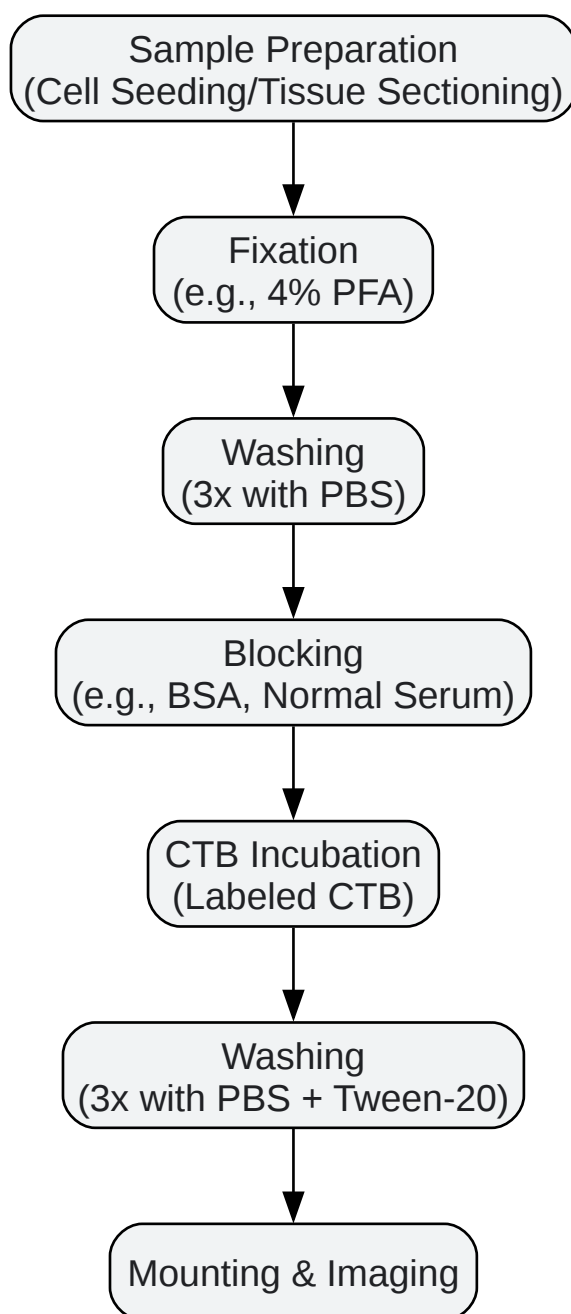 Sample Preparation
(Cell Seeding/Tissue Sectioning)
Fixation
(e.g., 4% PFA)
Washing
(3x with PBS)
Blocking
(e.g., BSA, Normal Serum)
CTB Incubation
(Labeled CTB)
Washing
(3x with PBS + Tween-20)
Mounting & Imaging